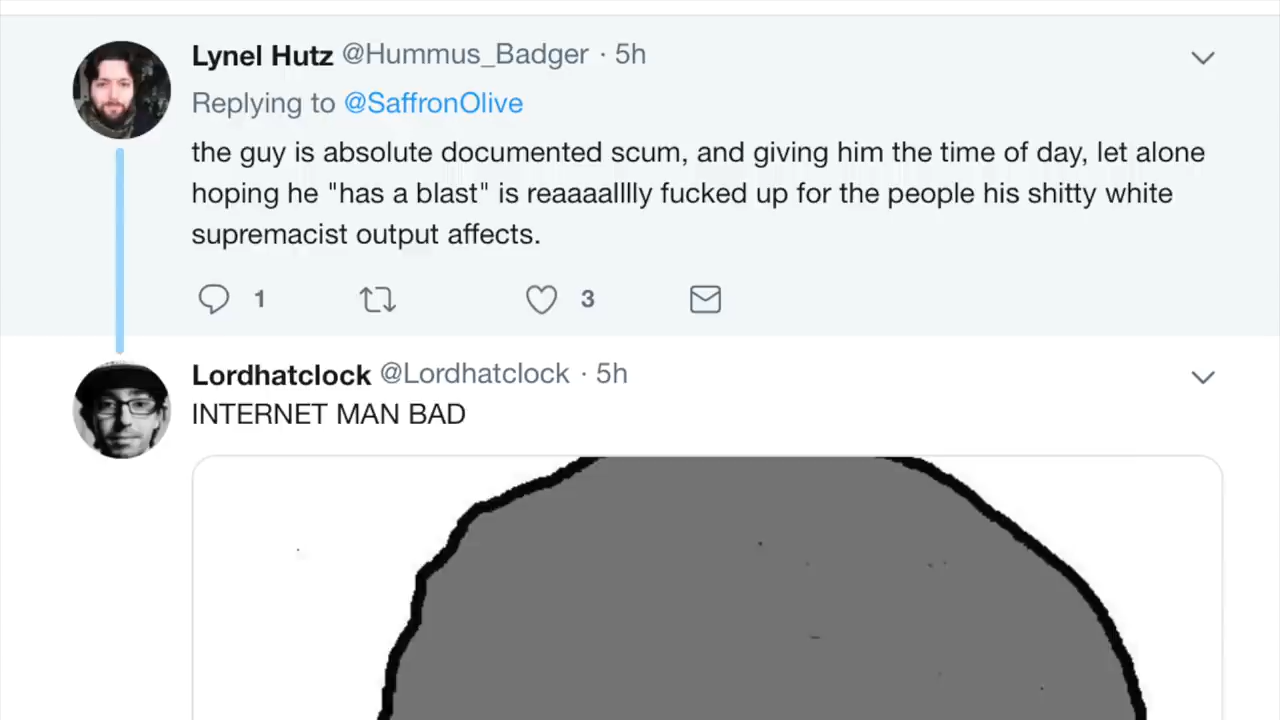 Lynel Hutz @Hummus_Badger · 5h
Replying to @SaffronOlive
the guy is absolute documented scum, and giving him the time of day, let alone
hoping he "has a blast" is reaaaalllly fucked up for the people his shitty white
supremacist output affects.
1 3
Lordhatclock @Lordhatclock · 5h
INTERNET MAN BAD